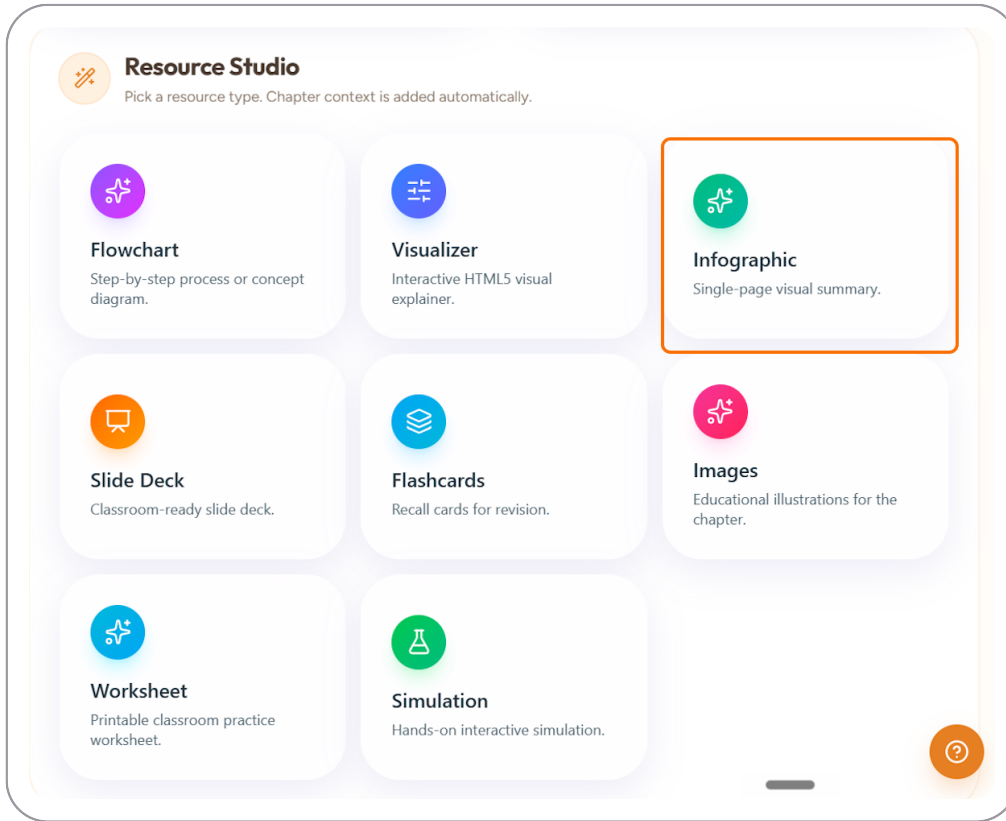 Resource Studio
Pick a resource type. Chapter context is added automatically.
Flowchart
Step-by-step process or concept
diagram.
Visualizer
Interactive HTML5 visual
explainer.
Infographic
Single-page visual summary.
Slide Deck
Classroom-ready slide deck.
Flashcards
Recall cards for revision.
Images
Educational illustrations for the
chapter.
Worksheet
Printable classroom practice
worksheet.
Simulation
Hands-on interactive simulation.
?